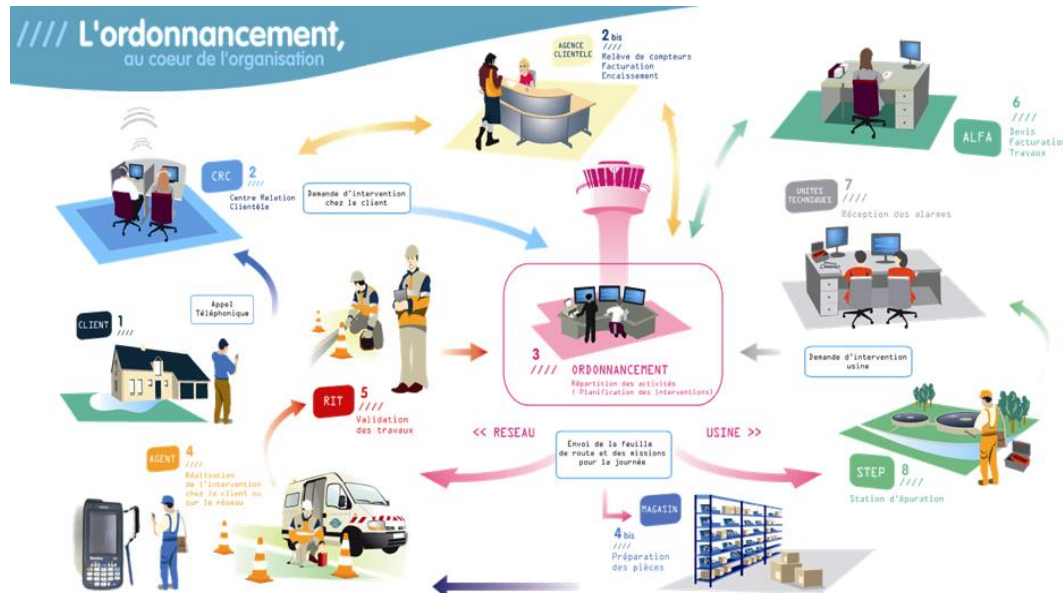 //// L'ordonnancement,
au coeur de l'organisation
AGENCE
CLIENTELE
2 bis
////
Relève de compteurs
Facturation
Encaissement
6
////
ALFA
Devis
Facturation
Travaux
CRC
2
////
Centre Relation
Clientèle
Demande d'intervention
chez le client
UNITES
TECHNIQUES
7
////
Réception des alarmes
Appel
Téléphonique
CLIENT
1
////
3
////
ORDONNANCEMENT
Répartition des activités
( Planification des interventions)
Demande d'intervention
usine
RIT
5
////
Validation
des travaux
<< RESEAU
USINE >>
Envoi de la feuille
de route et des missions
pour la journée
AGENT
4
////
Réalisation
de l'intervention
chez le client ou
sur le réseau
STEP
8
////
Station d'épuration
MAGASIN
4 bis
////
Préparation
des pièces